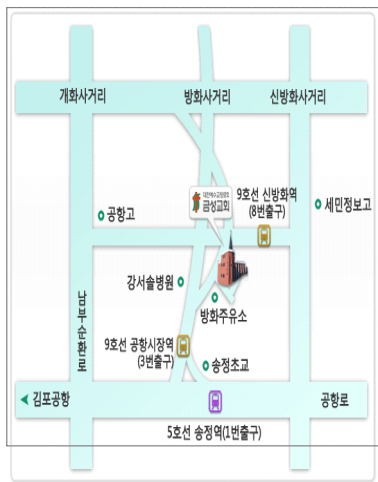 개화사거리
방화사거리
신방화사거리
금성교회
9호선 신방화역
(8번출구)
세민정보고
공항고
강서솔병원
방화주유소
남부순환로
9호선 공항시장역
(3번출구)
송정초교
김포공항
공항로
5호선 송정역(1번출구)